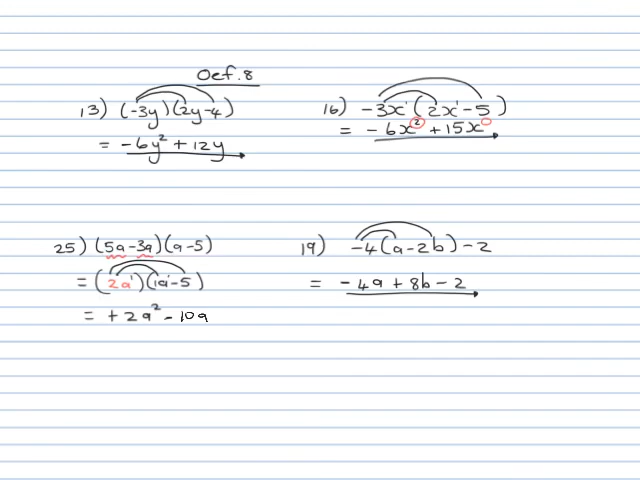 Oef.8
13) (-3y)(2y-4)
= -6y² + 12y
16) -3x¹(2x¹-5)
= -6x² + 15x
25) (5a-3a)(a-5)
= (2a¹)(1a¹-5)
= +2a² - 10a
19) -4(a-2b)-2
= -4a + 8b - 2